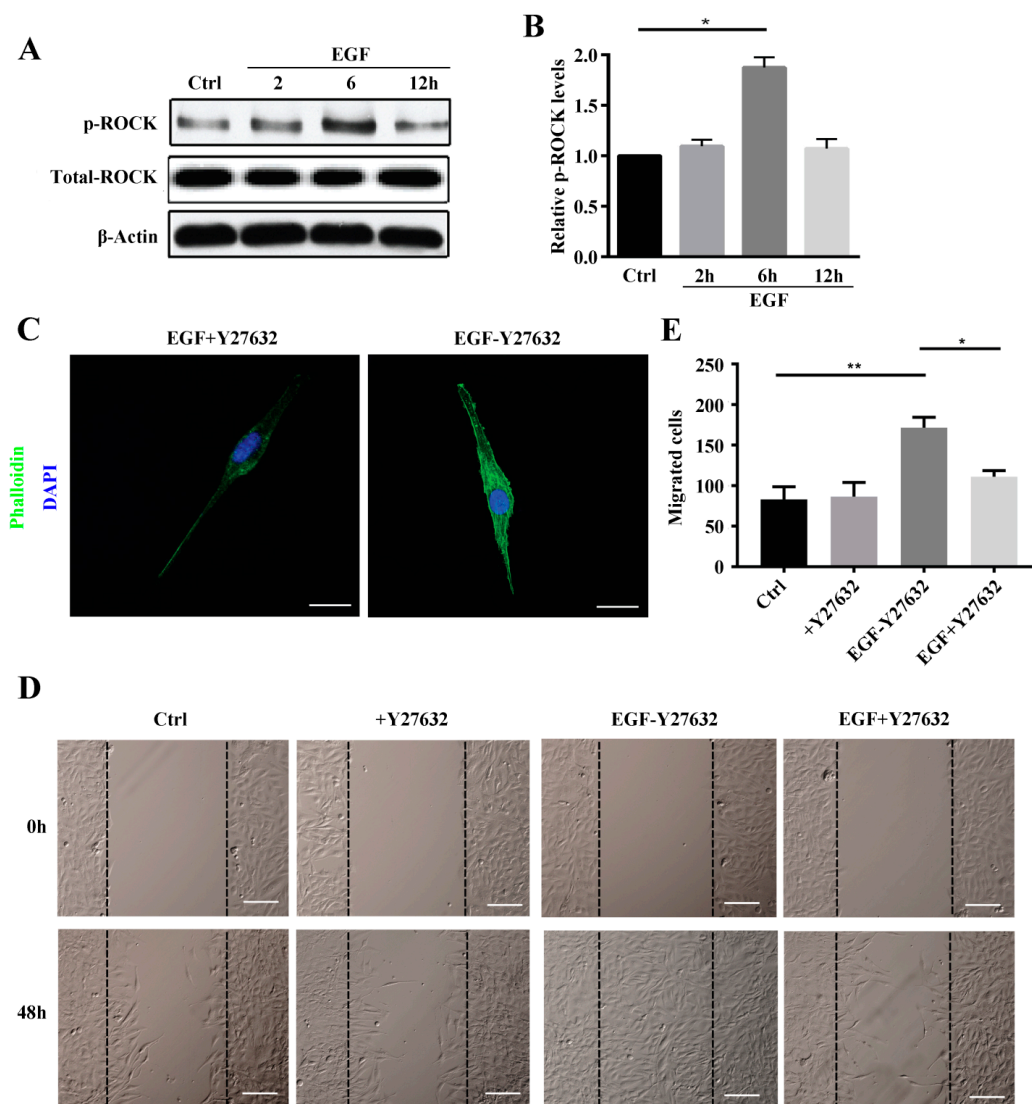 A
EGF
Ctrl 2 6 12h
p-ROCK
Total-ROCK
β-Actin
B
*
Relative p-ROCK levels
2.0
1.5
1.0
0.5
0.0
Ctrl 2h 6h 12h
EGF
C
EGF+Y27632 EGF-Y27632
Phalloidin
DAPI
E
*
**
Migrated cells
250
200
150
100
50
0
Ctrl
+Y27632
EGF-Y27632
EGF+Y27632
D
Ctrl +Y27632 EGF-Y27632 EGF+Y27632
0h
48h